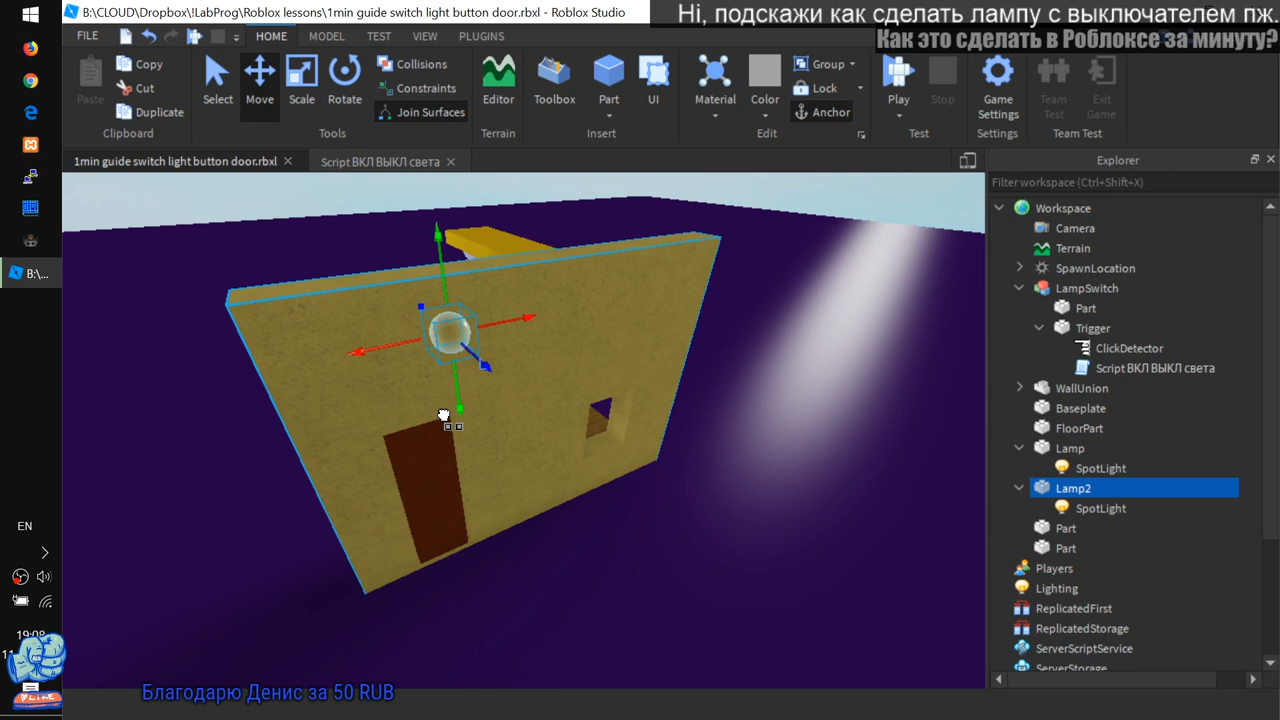 B:\CLOUD\Dropbox\!LabProg\Roblox lessons\1min guide switch light button door.rbxl - Roblox Studio
Hi, подскажи как сделать лампу с выключателем пж.
Как это сделать в Роблоксе за минуту?
FILE HOME MODEL TEST VIEW PLUGINS
Copy
Cut
Duplicate
Paste
Select Move Scale Rotate
Collisions
Constraints
Join Surfaces
Editor Toolbox Part UI
Material Color
Group
Lock
Anchor
Play Stop
Game Settings
Team Test
Exit Game
Clipboard Tools Terrain Insert Edit Test Settings Team Test
1min guide switch light button door.rbxl
Script ВКЛ ВЫКЛ света
Explorer
Filter workspace (Ctrl+Shift+X)
Workspace
Camera
Terrain
SpawnLocation
LampSwitch
Part
Trigger
ClickDetector
Script ВКЛ ВЫКЛ света
WallUnion
Baseplate
FloorPart
Lamp
SpotLight
Lamp2
SpotLight
Part
Part
Players
Lighting
ReplicatedFirst
ReplicatedStorage
ServerScriptService
ServerStorage
B:\...
EN
19:08
LIKE
Благодарю Денис за 50 RUB